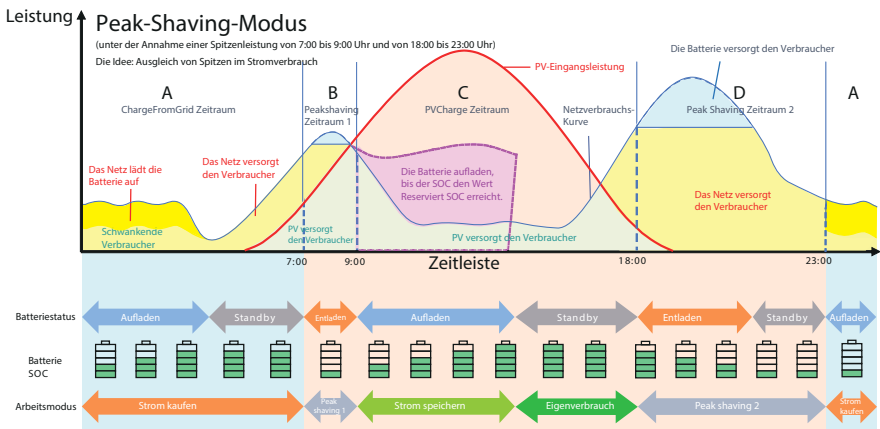 Leistung
Peak-Shaving-Modus
(unter der Annahme einer Spitzenleistung von 7:00 bis 9:00 Uhr und von 18:00 bis 23:00 Uhr)
Die Idee: Ausgleich von Spitzen im Stromverbrauch
Die Batterie versorgt den Verbraucher
PV-Eingangsleistung
A
B
C
D
A
ChargeFromGrid Zeitraum
Peakshaving
Zeitraum 1
PVCharge Zeitraum
Netzverbrauchs-
Kurve
Peak Shaving Zeitraum 2
Das Netz lädt die
Batterie auf
Das Netz versorgt
den Verbraucher
Die Batterie aufladen,
bis der SOC den Wert
Reserviert SOC erreicht.
Das Netz versorgt
den Verbraucher
Schwankende
Verbraucher
PV versorgt
den Verbraucher
PV versorgt den Verbraucher
7:00
9:00
Zeitleiste
18:00
23:00
Batteriestatus
Aufladen
Standby
Entladen
Aufladen
Standby
Entladen
Standby
Aufladen
Batterie
SOC
Arbeitsmodus
Strom kaufen
Peak
shaving 1
Strom speichern
Eigenverbrauch
Peak shaving 2
Strom
kaufen